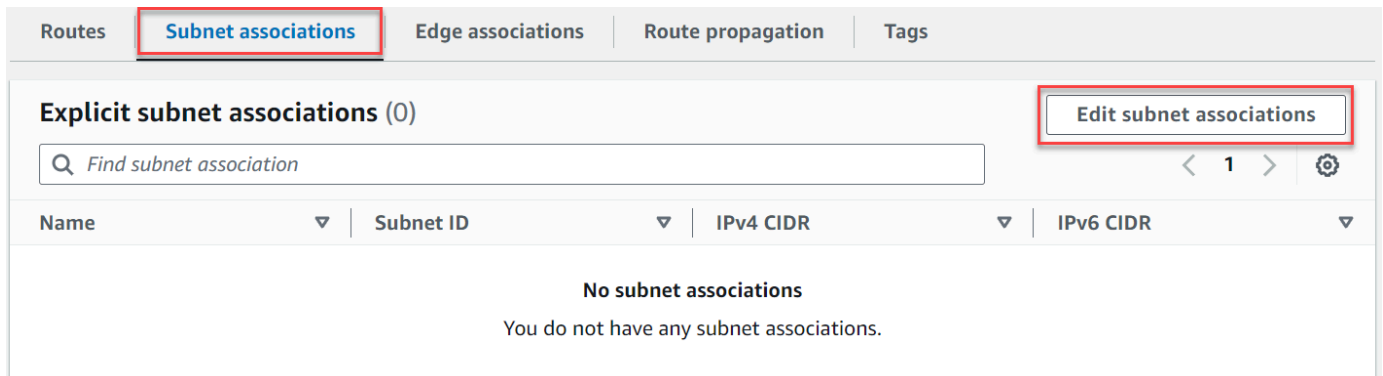 Routes Subnet associations Edge associations Route propagation Tags
Explicit subnet associations (0)
Edit subnet associations
Find subnet association
1
Name Subnet ID IPv4 CIDR IPv6 CIDR
No subnet associations
You do not have any subnet associations.